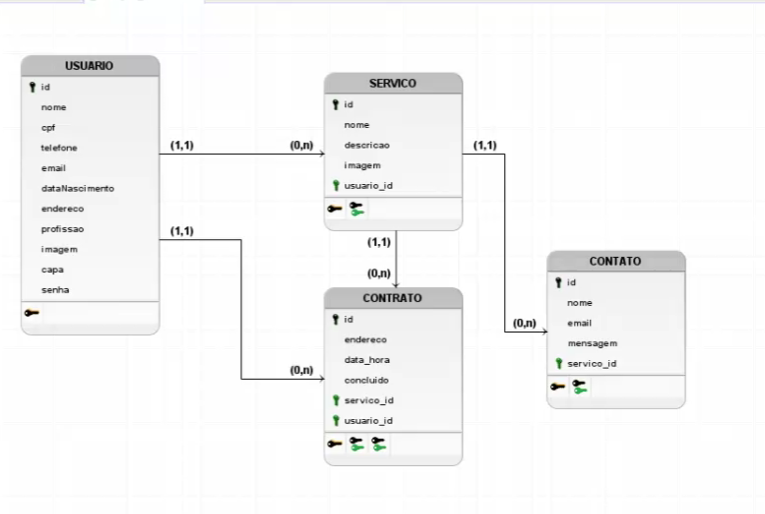 USUARIO
id
nome
cpf
telefone
email
dataNascimento
endereco
profissao
imagem
capa
senha
(1,1)
(0,n)
(1,1)
(0,n)
SERVICO
id
nome
descricao
imagem
usuario_id
(1,1)
(0,n)
(1,1)
(0,n)
CONTRATO
id
endereco
data_hora
concluido
servico_id
usuario_id
CONTATO
id
nome
email
mensagem
servico_id